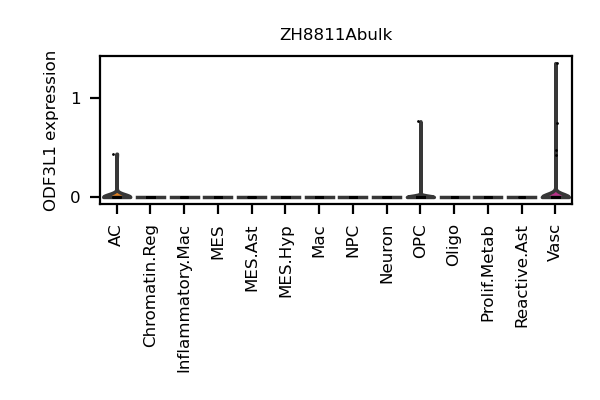 ZH8811Abulk
ODF3L1 expression
1
0
AC
Chromatin.Reg
Inflammatory.Mac
MES
MES.Ast
MES.Hyp
Mac
NPC
Neuron
OPC
Oligo
Prolif.Metab
Reactive.Ast
Vasc